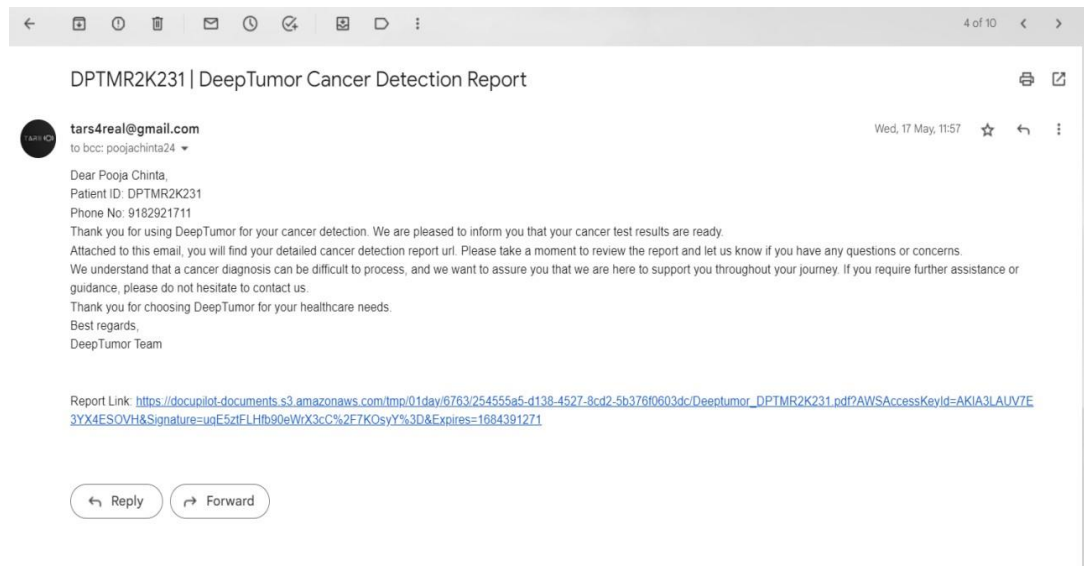 4 of 10
DPTMR2K231 | DeepTumor Cancer Detection Report
TARS
tars4real@gmail.com
Wed, 17 May, 11:57
to bcc: poojachinta24
Dear Pooja Chinta,
Patient ID: DPTMR2K231
Phone No: 9182921711
Thank you for using DeepTumor for your cancer detection. We are pleased to inform you that your cancer test results are ready.
Attached to this email, you will find your detailed cancer detection report url. Please take a moment to review the report and let us know if you have any questions or concerns.
We understand that a cancer diagnosis can be difficult to process, and we want to assure you that we are here to support you throughout your journey. If you require further assistance or
guidance, please do not hesitate to contact us.
Thank you for choosing DeepTumor for your healthcare needs.
Best regards,
DeepTumor Team
Report Link: https://docupilot-documents.s3.amazonaws.com/tmp/01day/6763/254555a5-d138-4527-8cd2-5b376f0603dc/Deeptumor_DPTMR2K231.pdf?AWSAccessKeyId=AKIA3LAUV7E
3YX4ESOVH&Signature=uqE5ztFLHfb90eWrX3cC%2F7KOsyY%3D&Expires=1684391271
Reply Forward